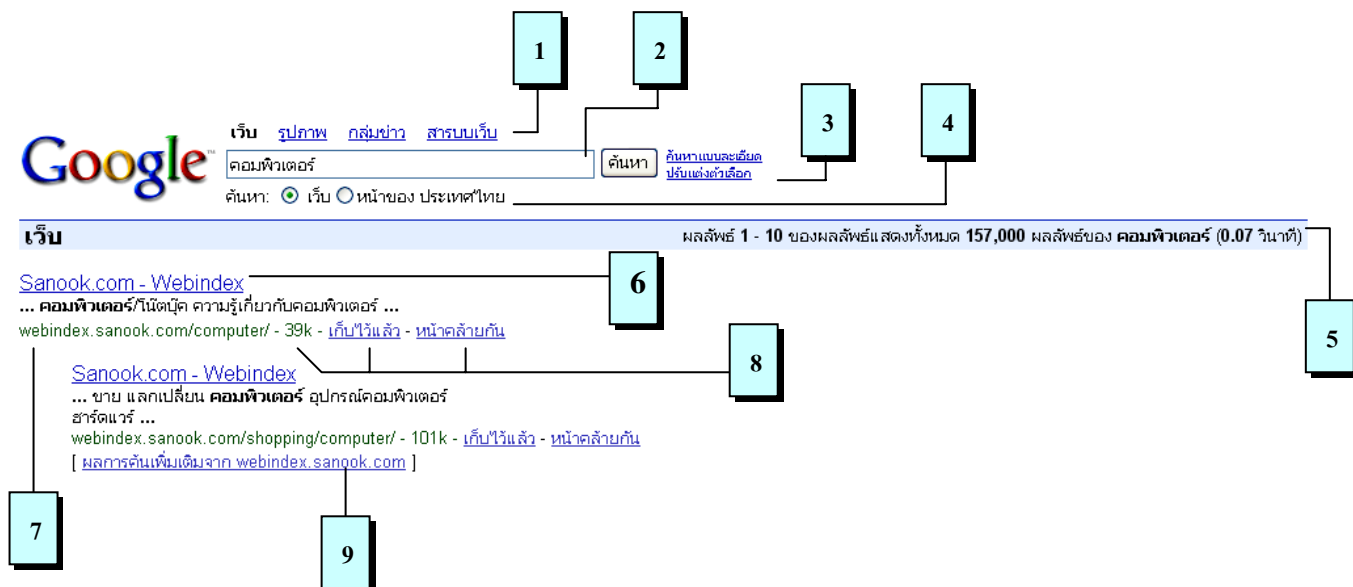 1
2
3
4
Google™
เว็บ รูปภาพ กลุ่มข่าว สารบบเว็บ
คอมพิวเตอร์
ค้นหา
ค้นหาแบบละเอียด
ปรับแต่งตัวเลือก
ค้นหา: เว็บ หน้าของ ประเทศไทย
เว็บ
ผลลัพธ์ 1 - 10 ของผลลัพธ์แสดงทั้งหมด 157,000 ผลลัพธ์ของ คอมพิวเตอร์ (0.07 วินาที)
Sanook.com - Webindex
6
... คอมพิวเตอร์/โน๊ตบุ๊ค ความรู้เกี่ยวกับคอมพิวเตอร์ ...
webindex.sanook.com/computer/ - 39k - เก็บไว้แล้ว - หน้าคล้ายกัน
5
8
Sanook.com - Webindex
... ขาย แลกเปลี่ยน คอมพิวเตอร์ อุปกรณ์คอมพิวเตอร์
ฮาร์ดแวร์ ...
webindex.sanook.com/shopping/computer/ - 101k - เก็บไว้แล้ว - หน้าคล้ายกัน
[ ผลการค้นเพิ่มเติมจาก webindex.sanook.com ]
7
9